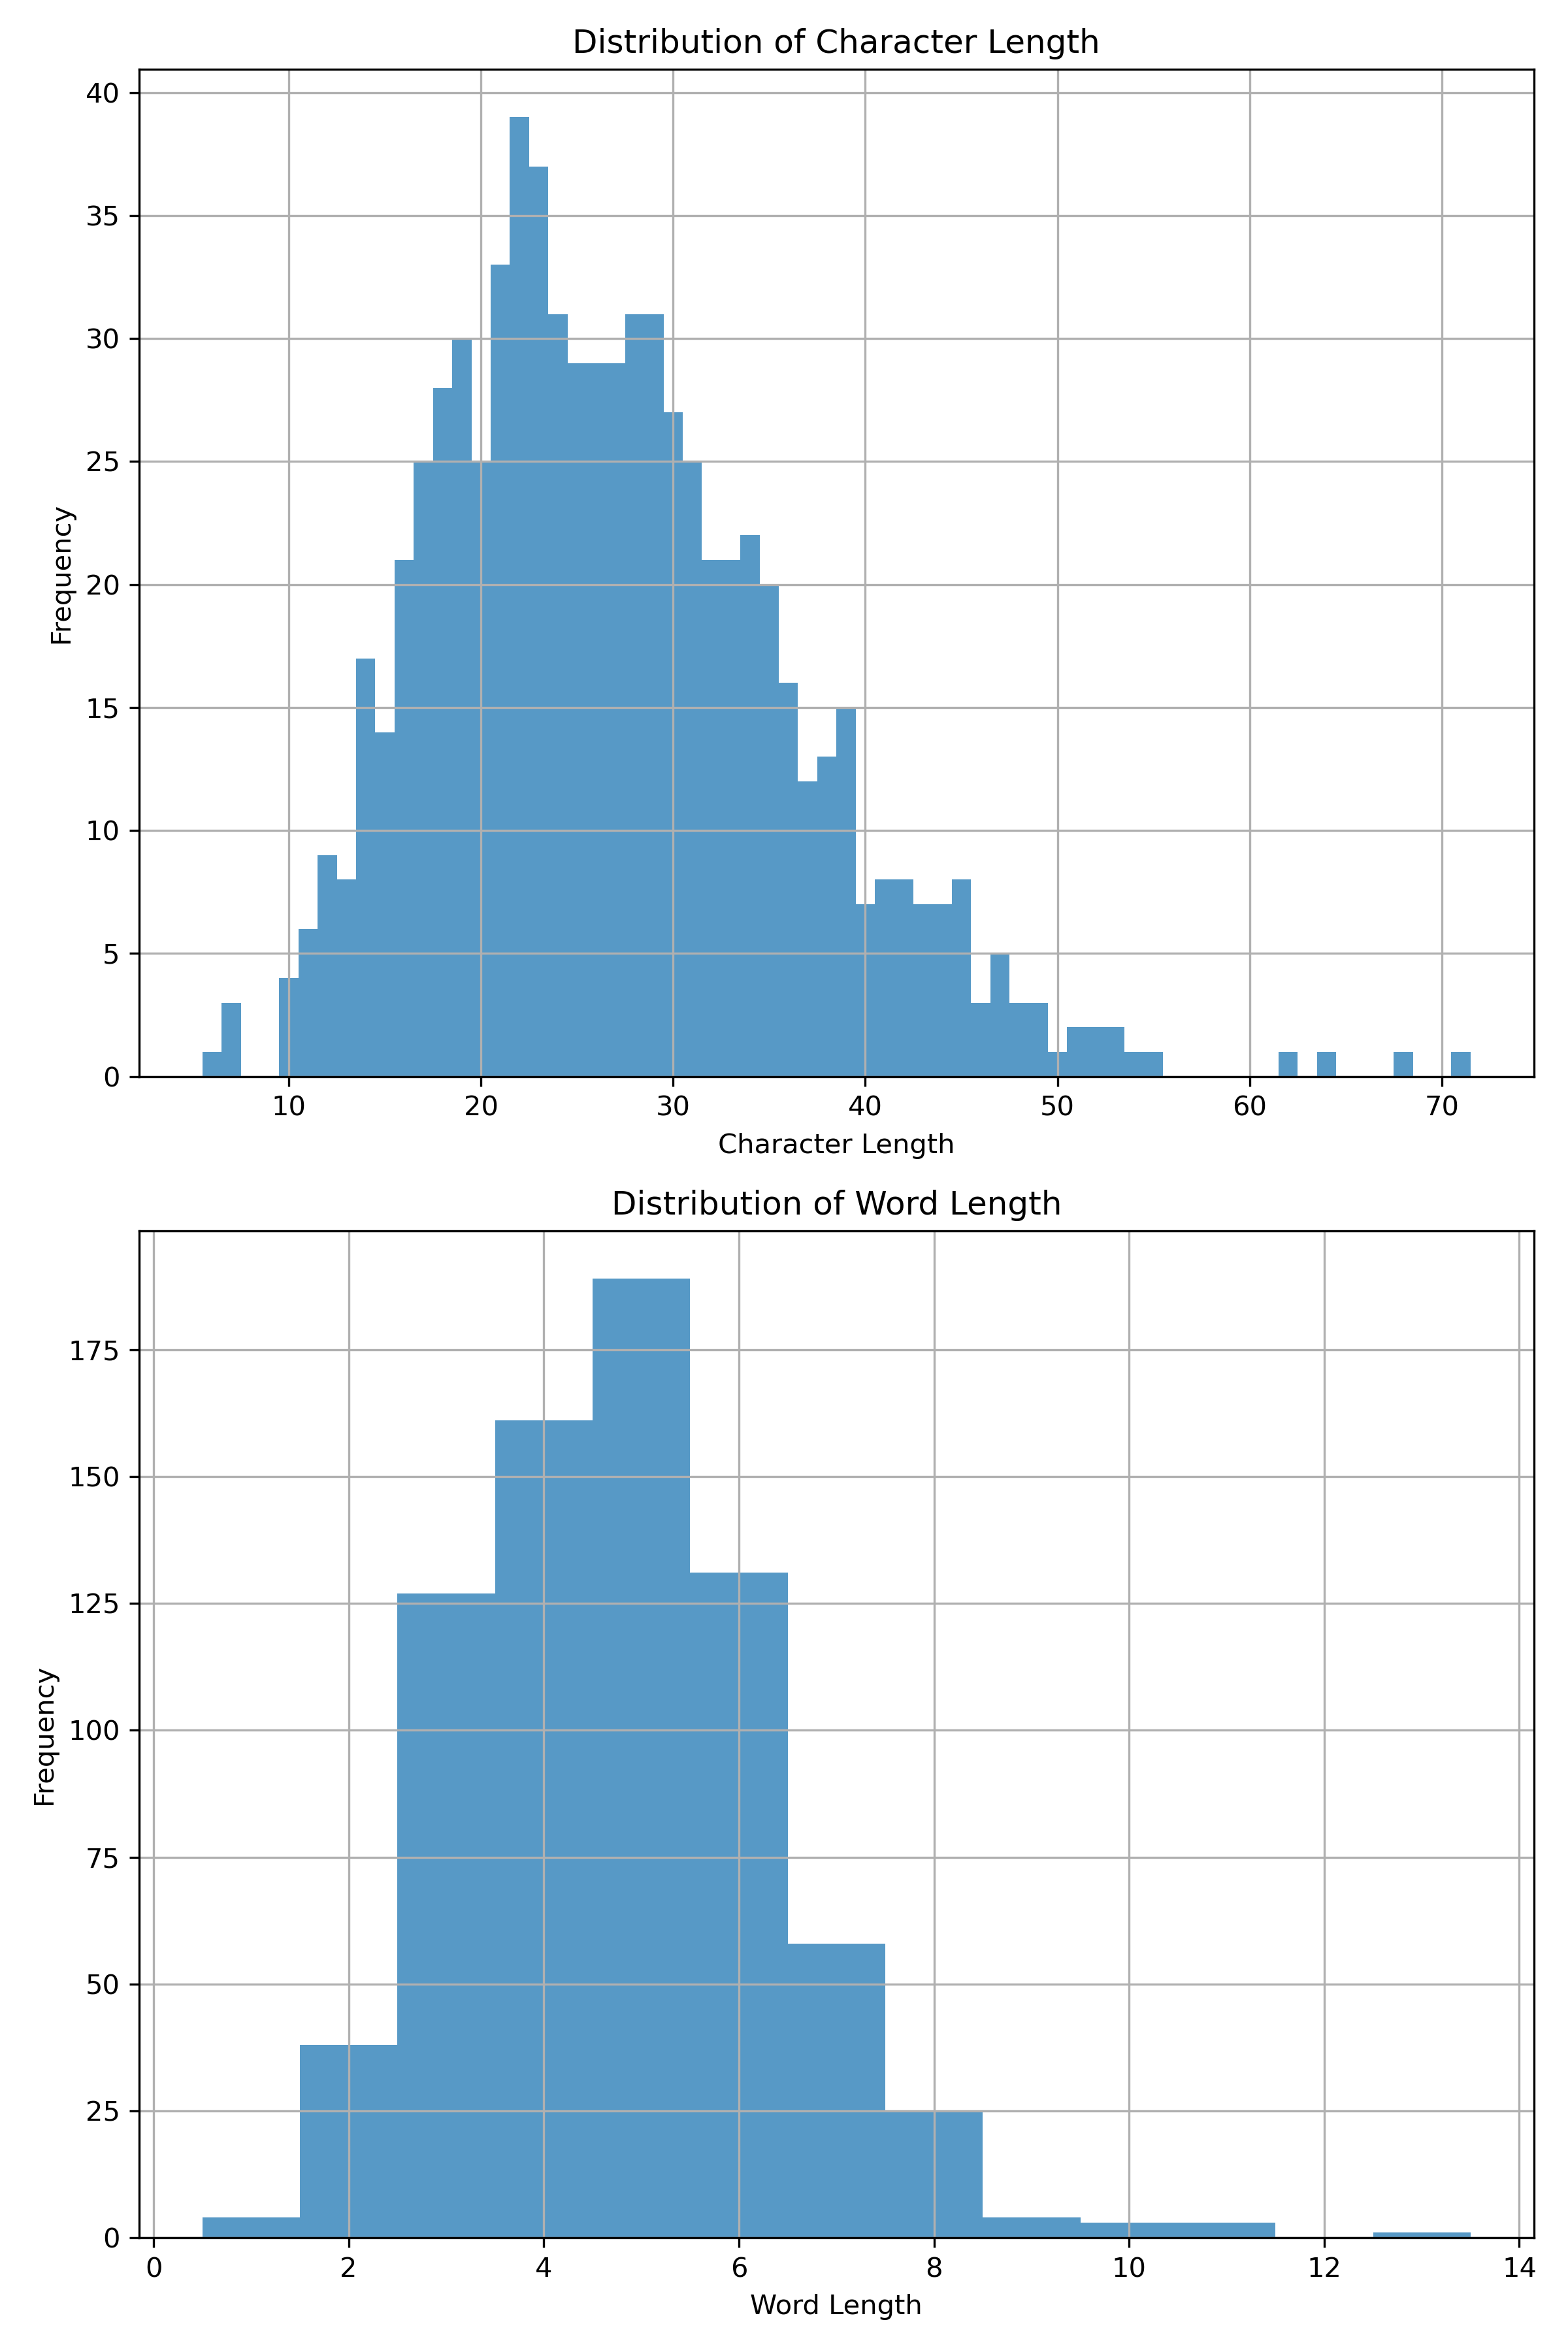 Distribution of Character Length
40
35
30
25
20
15
10
5
0
Frequency
10 20 30 40 50 60 70
Character Length
Distribution of Word Length
175
150
125
100
75
50
25
0
Frequency
0 2 4 6 8 10 12 14
Word Length